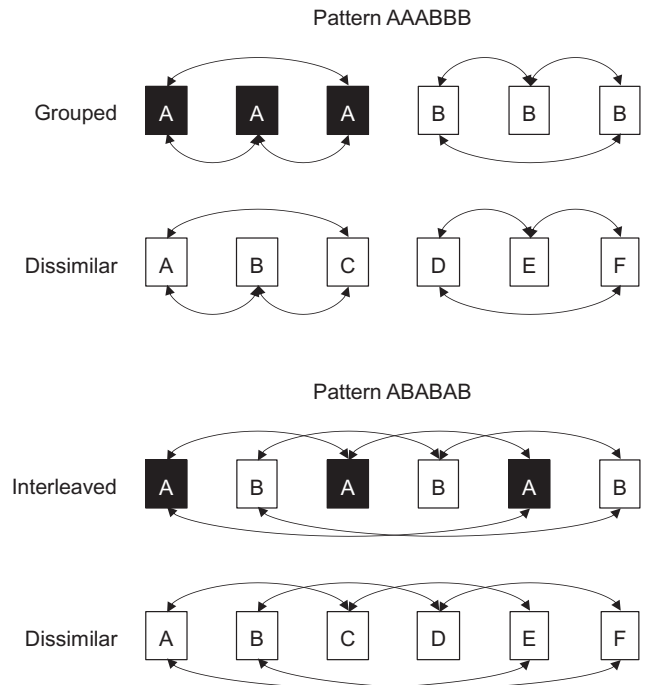 Pattern AAABBB
Grouped A A A B B B
Dissimilar A B C D E F
Pattern ABABAB
Interleaved A B A B A B
Dissimilar A B C D E F